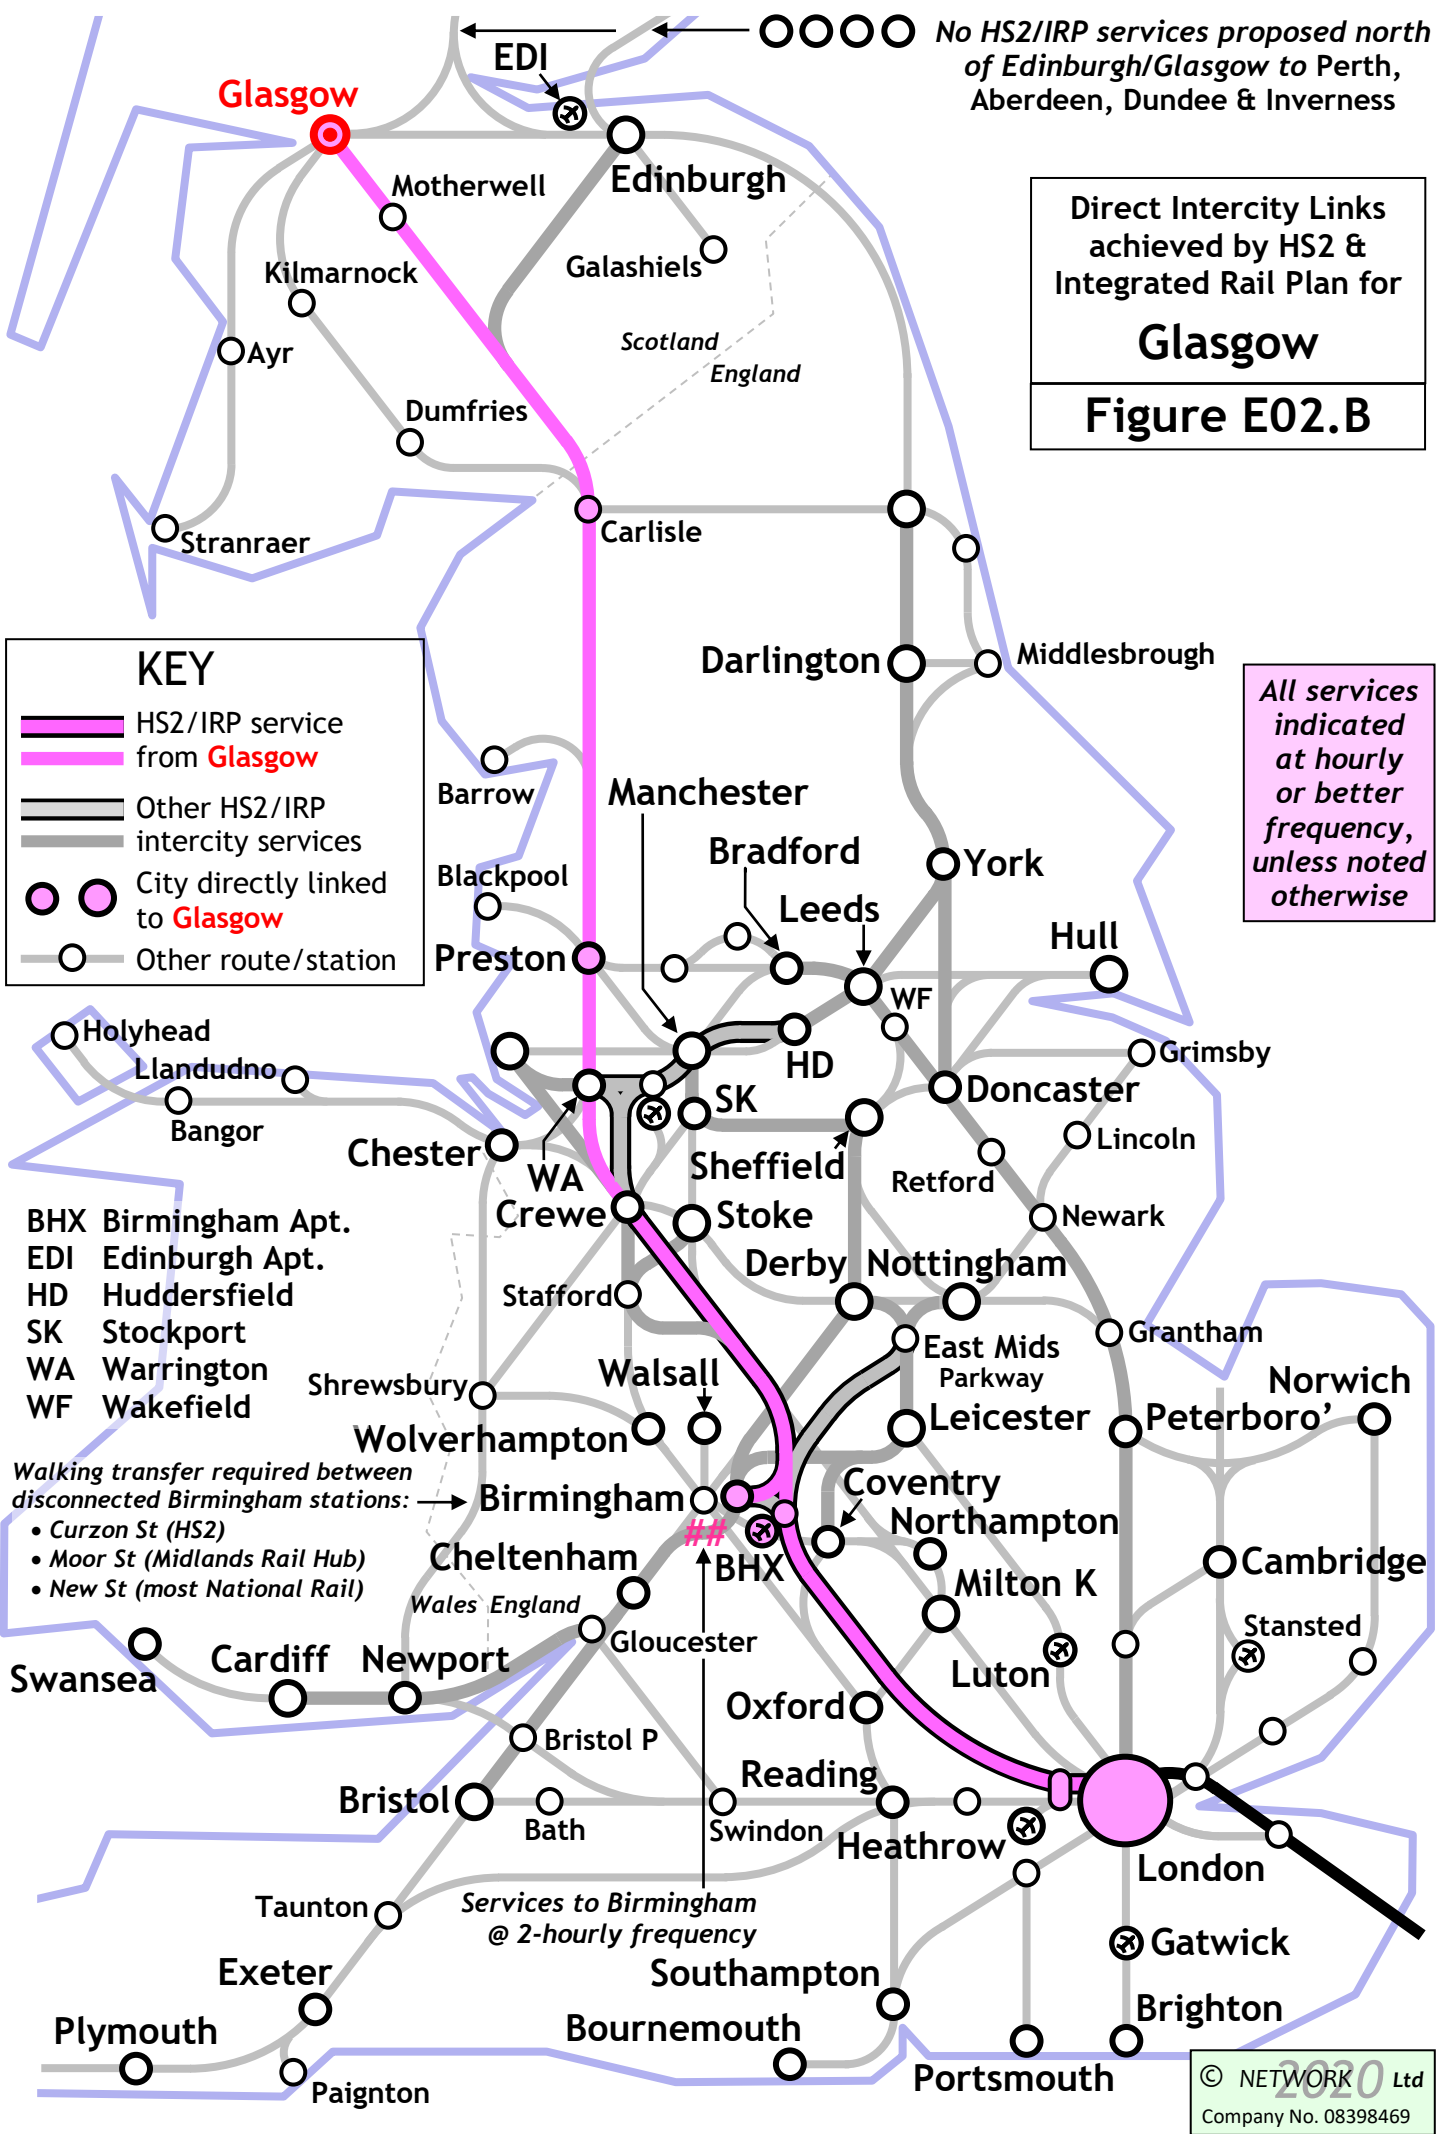 No HS2/IRP services proposed north
of Edinburgh/Glasgow to Perth,
Aberdeen, Dundee & Inverness
EDI
Glasgow
Edinburgh
Motherwell
Galashiels
Kilmarnock
Ayr
Scotland
England
Dumfries
Carlisle
Stranraer
Direct Intercity Links
achieved by HS2 &
Integrated Rail Plan for
Glasgow
Figure E02.B
KEY
HS2/IRP service
from Glasgow
Other HS2/IRP
intercity services
City directly linked
to Glasgow
Other route/station
Darlington
Middlesbrough
All services
indicated
at hourly
or better
frequency,
unless noted
otherwise
Barrow
Manchester
Bradford
York
Blackpool
Leeds
Hull
Preston
WF
Holyhead
Llandudno
HD
Grimsby
Bangor
SK
Doncaster
Chester
Lincoln
WA
Sheffield
Retford
Crewe
Stoke
Newark
BHX Birmingham Apt.
EDI Edinburgh Apt.
HD Huddersfield
SK Stockport
WA Warrington
WF Wakefield
Derby
Nottingham
Stafford
Grantham
East Mids
Parkway
Walsall
Shrewsbury
Norwich
Leicester
Peterboro'
Wolverhampton
Walking transfer required between
disconnected Birmingham stations:
• Curzon St (HS2)
• Moor St (Midlands Rail Hub)
• New St (most National Rail)
Birmingham
##
BHX
Coventry
Northampton
Cheltenham
Cambridge
Milton K
Wales England
Gloucester
Stansted
Swansea
Cardiff
Newport
Luton
Oxford
Bristol P
Reading
Bristol
Bath
Swindon
Heathrow
London
Taunton
Services to Birmingham
@ 2-hourly frequency
Gatwick
Exeter
Southampton
Brighton
Plymouth
Bournemouth
Portsmouth
Paignton
© NETWORK 2020 Ltd
Company No. 08398469